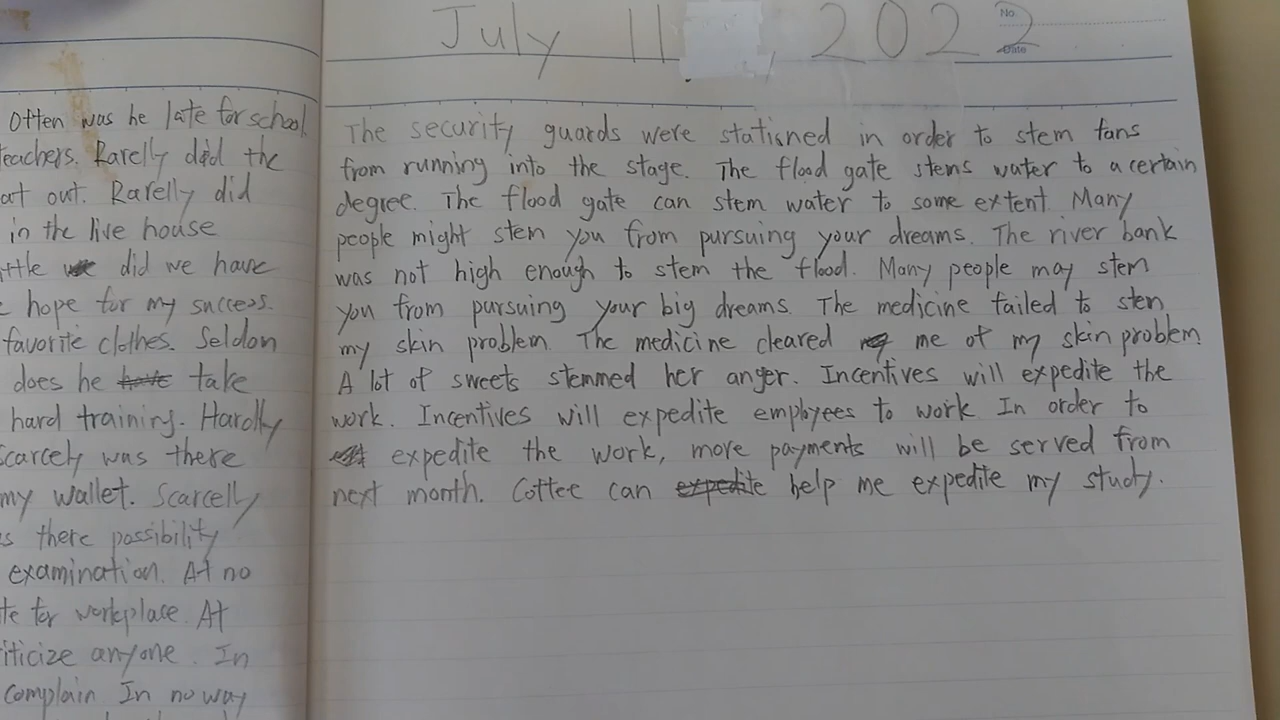 Often was he late for school.
teachers. Rarelly did the
out. Rarelly did
in the live house
did we have
hope for my success.
favorite clothes. Seldon
does he have take
hard training. Hardly
Scarcely was there
my wallet. Scarcelly
there possibility
examination. At no
for workplace. At
anyone. In
complain In no way
July 11, 2022
No.
Date
The security guards were stationed in order to stem fans
from running into the stage. The flood gate stems water to a certain
degree. The flood gate can stem water to some extent. Many
people might stem you from pursuing your dreams. The river bank
was not high enough to stem the flood. Many people may stem
you from pursuing your big dreams. The medicine failed to stem
my skin problem. The medicine cleared me of my skin problem.
A lot of sweets stemmed her anger. Incentives will expedite the
work. Incentives will expedite employees to work In order to
expedite the work, more payments will be served from
next month. Coffee can expedite help me expedite my study.